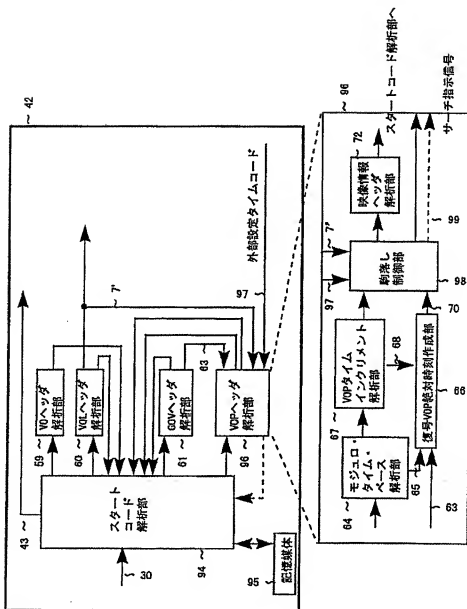 42
43
59
VOヘッダ
解析部
60
VOLヘッダ
解析部
7'
61
GOVヘッダ
解析部
63
VOPヘッダ
解析部
96
外部設定タイムコード
97
スタート
コード
解析部
94
30
95
記憶媒体
96
スタートコード解析部へ
サーチ指示信号
72
映像情報
ヘッダ
解析部
7'
97
99
駒落し
制御部
98
67
VOPタイム
インクリメント
解析部
68
70
64
モジュロ・
タイム・
ベース
解析部
65
復号VOP絶対時刻作成部
66
63